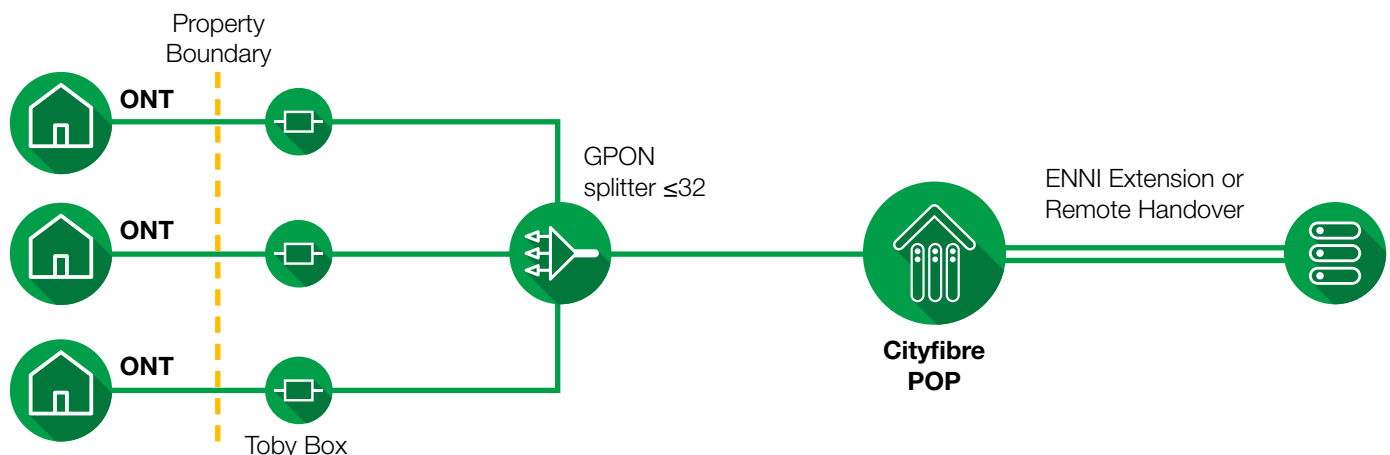 Property
Boundary
ONT
GPON
splitter ≤32
ENNI Extension or
Remote Handover
ONT
Cityfibre
POP
ONT
Toby Box